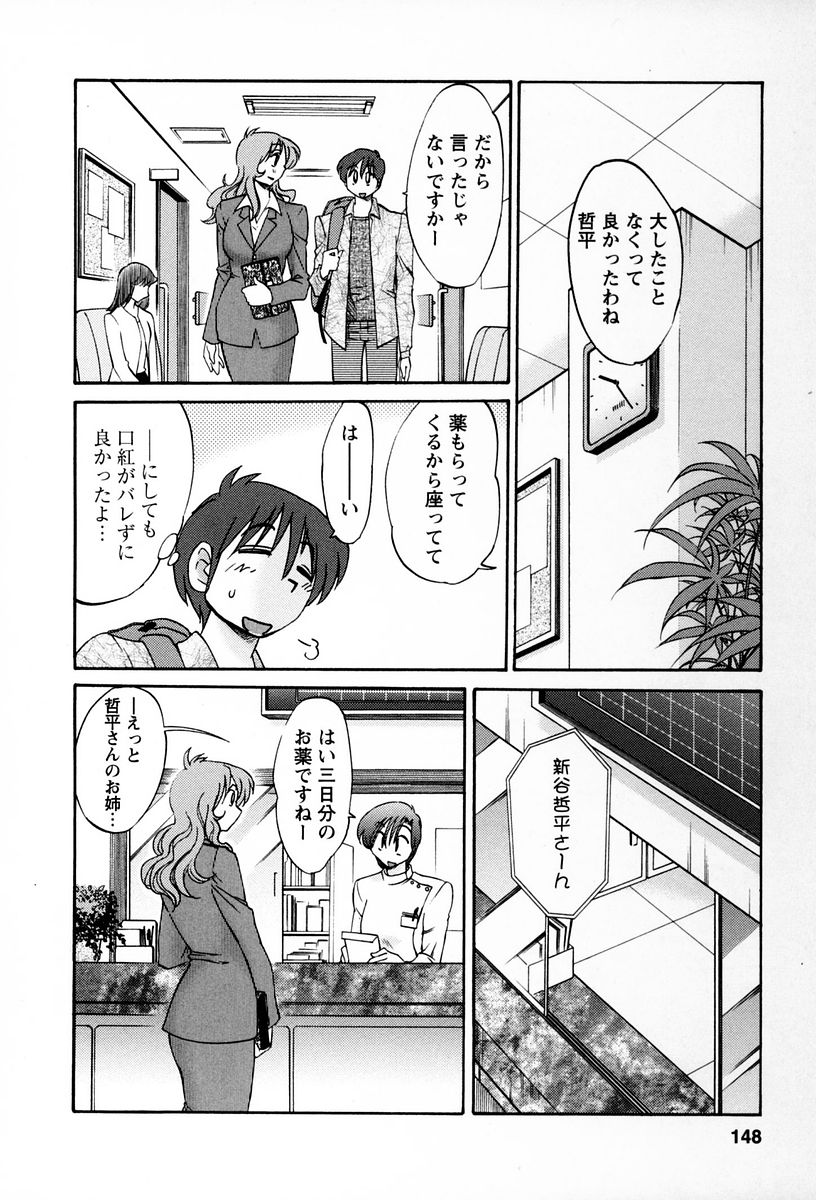 大したこと
なくって
良かったわね
哲平
だから
言ったじゃ
ないですかー
薬もらって
くるから座ってて
はーーい
──にしても
口紅がバレずに
良かったよ…
新谷哲平さーん
はい三日分の
お薬ですねー
ーえっと
哲平さんのお姉…
148